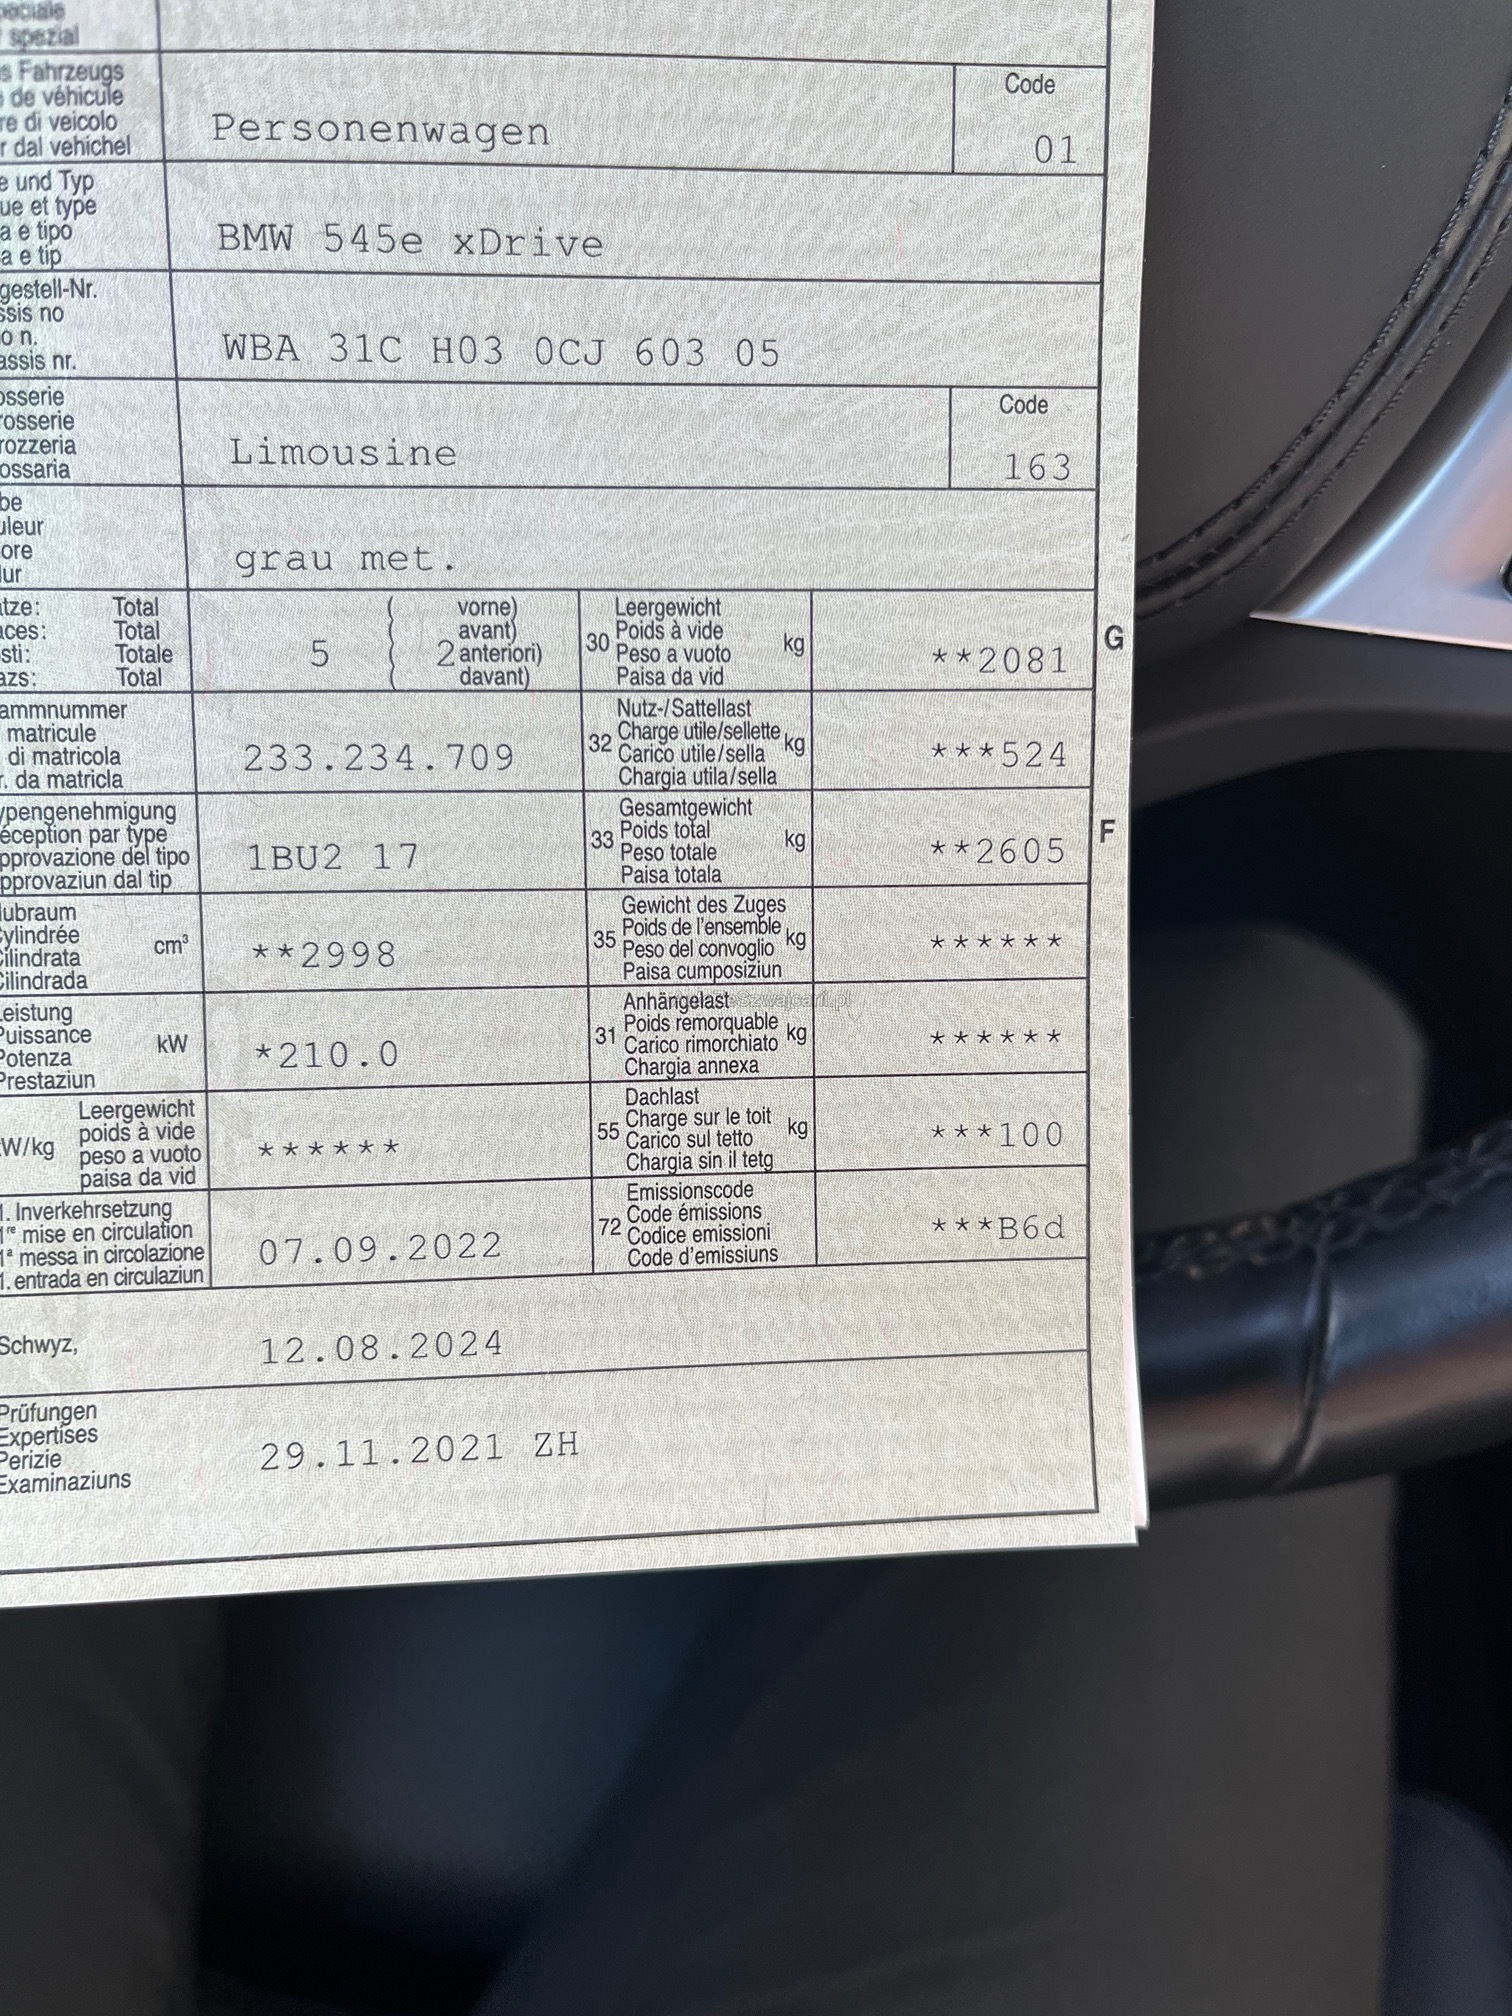 peciale
spezial
s Fahrzeugs
de véhicule
re di veicolo
r dal vehichel
Personenwagen
Code
01
e und Typ
ue et type
a e tipo
a e tip
BMW 545e xDrive
gestell-Nr.
ssis no
o n.
assis nr.
WBA 31C H03 0CJ 603 05
osserie
rosserie
rozzeria
ossaria
Limousine
Code
163
be
uleur
ore
lur
grau met.
tze: Total
aces: Total
sti: Totale
azs: Total
5
2
vorne)
avant)
anteriori)
davant)
30
Leergewicht
Poids à vide
Peso a vuoto
Paisa da vid
kg
**2081
G
ammnummer
matricule
di matricola
r. da matricla
233.234.709
32
Nutz-/Sattellast
Charge utile/sellette
Carico utile/sella
Chargia utila/sella
kg
***524
ypengenehmigung
éception par type
pprovazione del tipo
pprovaziun dal tip
1BU2 17
33
Gesamtgewicht
Poids total
Peso totale
Paisa totala
kg
**2605
F
ubraum
Cylindrée
Cilindrata
Cilindrada
cm³
**2998
35
Gewicht des Zuges
Poids de l'ensemble
Peso del convoglio
Paisa cumposiziun
kg
******
Leistung
Puissance
Potenza
Prestaziun
kW
*210.0
31
Anhängelast
Poids remorquable
Carico rimorchiato
Chargia annexa
kg
******
W/kg
Leergewicht
poids à vide
peso a vuoto
paisa da vid
******
55
Dachlast
Charge sur le toit
Carico sul tetto
Chargia sin il tetg
kg
***100
1. Inverkehrsetzung
1re mise en circulation
1a messa in circolazione
1. entrada en circulaziun
07.09.2022
72
Emissionscode
Code émissions
Codice emissioni
Code d'emissiuns
***B6d
Schwyz,
12.08.2024
Prüfungen
Expertises
Perizie
Examinaziuns
29.11.2021 ZH